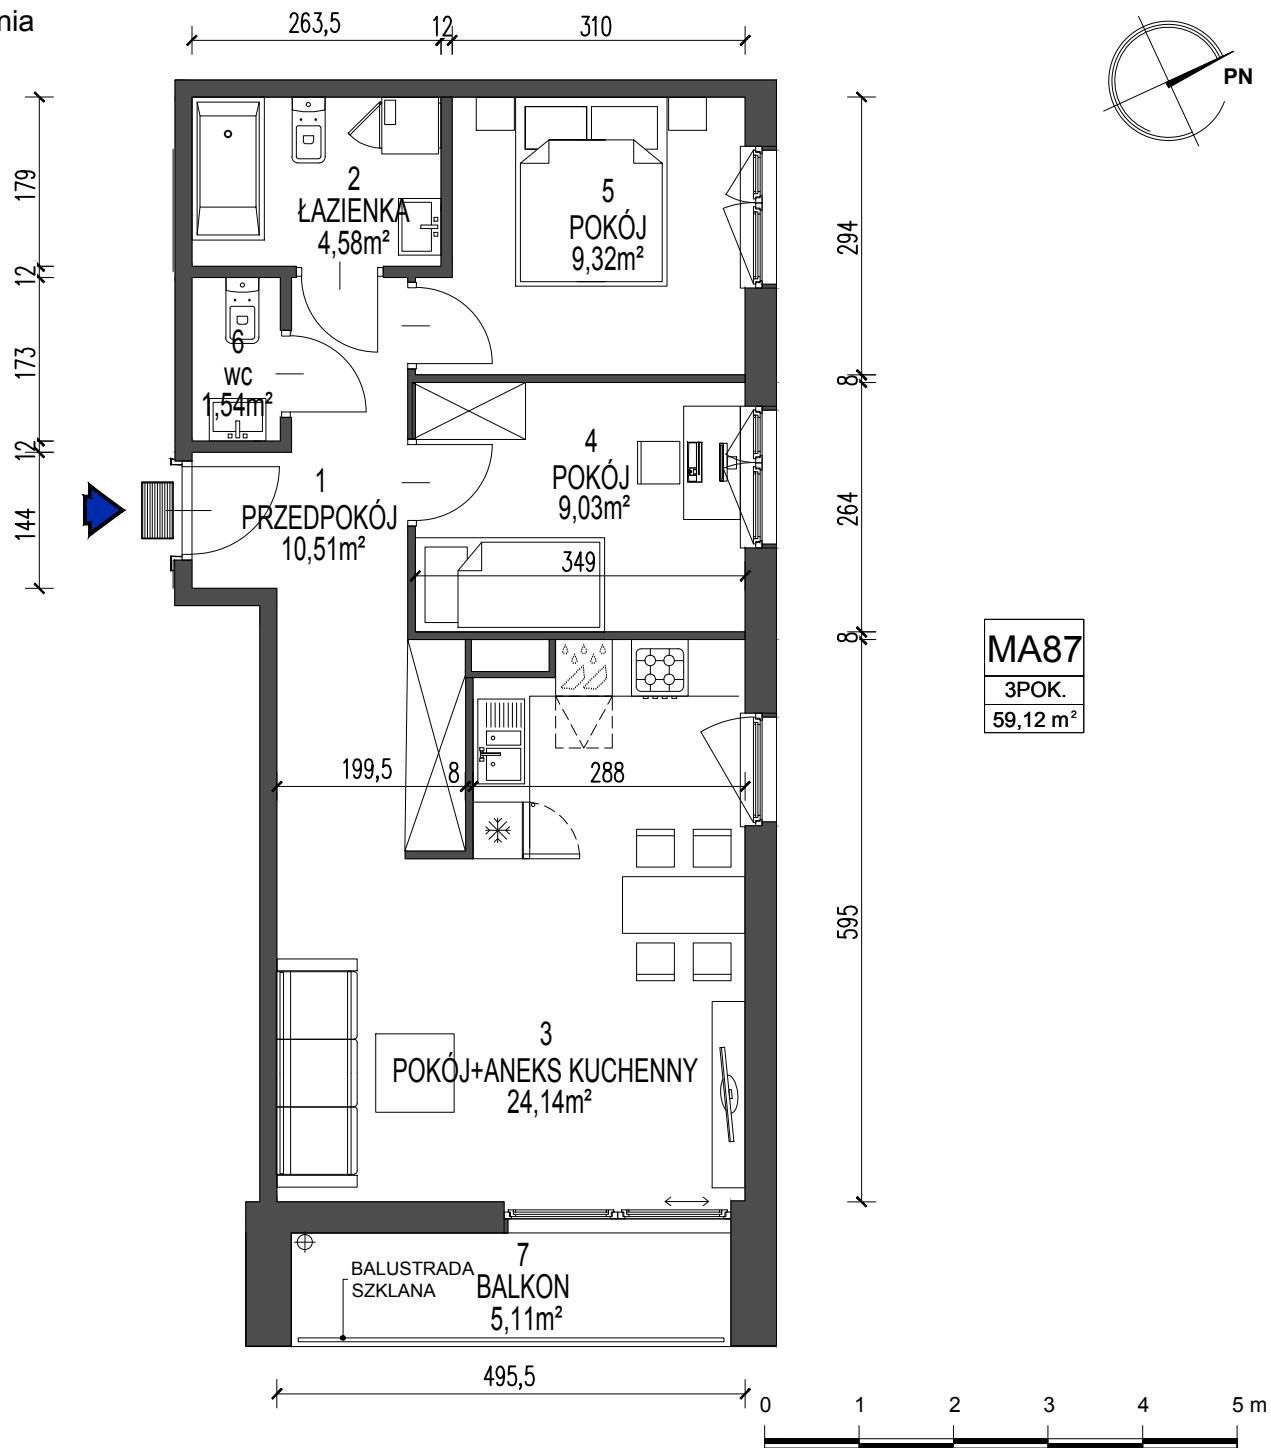 nia
263,5
12
310
PN
179
12
173
12
144
2
ŁAZIENKA
4,58m²
5
POKÓJ
9,32m²
294
6
wc
1,54m²
8
4
POKÓJ
9,03m²
264
1
PRZEDPOKÓJ
10,51m²
349
8
MA87
3POK.
59,12 m²
199,5
8
288
595
3
POKÓJ+ANEKS KUCHENNY
24,14m²
7
BALKON
5,11m²
BALUSTRADA
SZKLANA
495,5
0 1 2 3 4 5 m